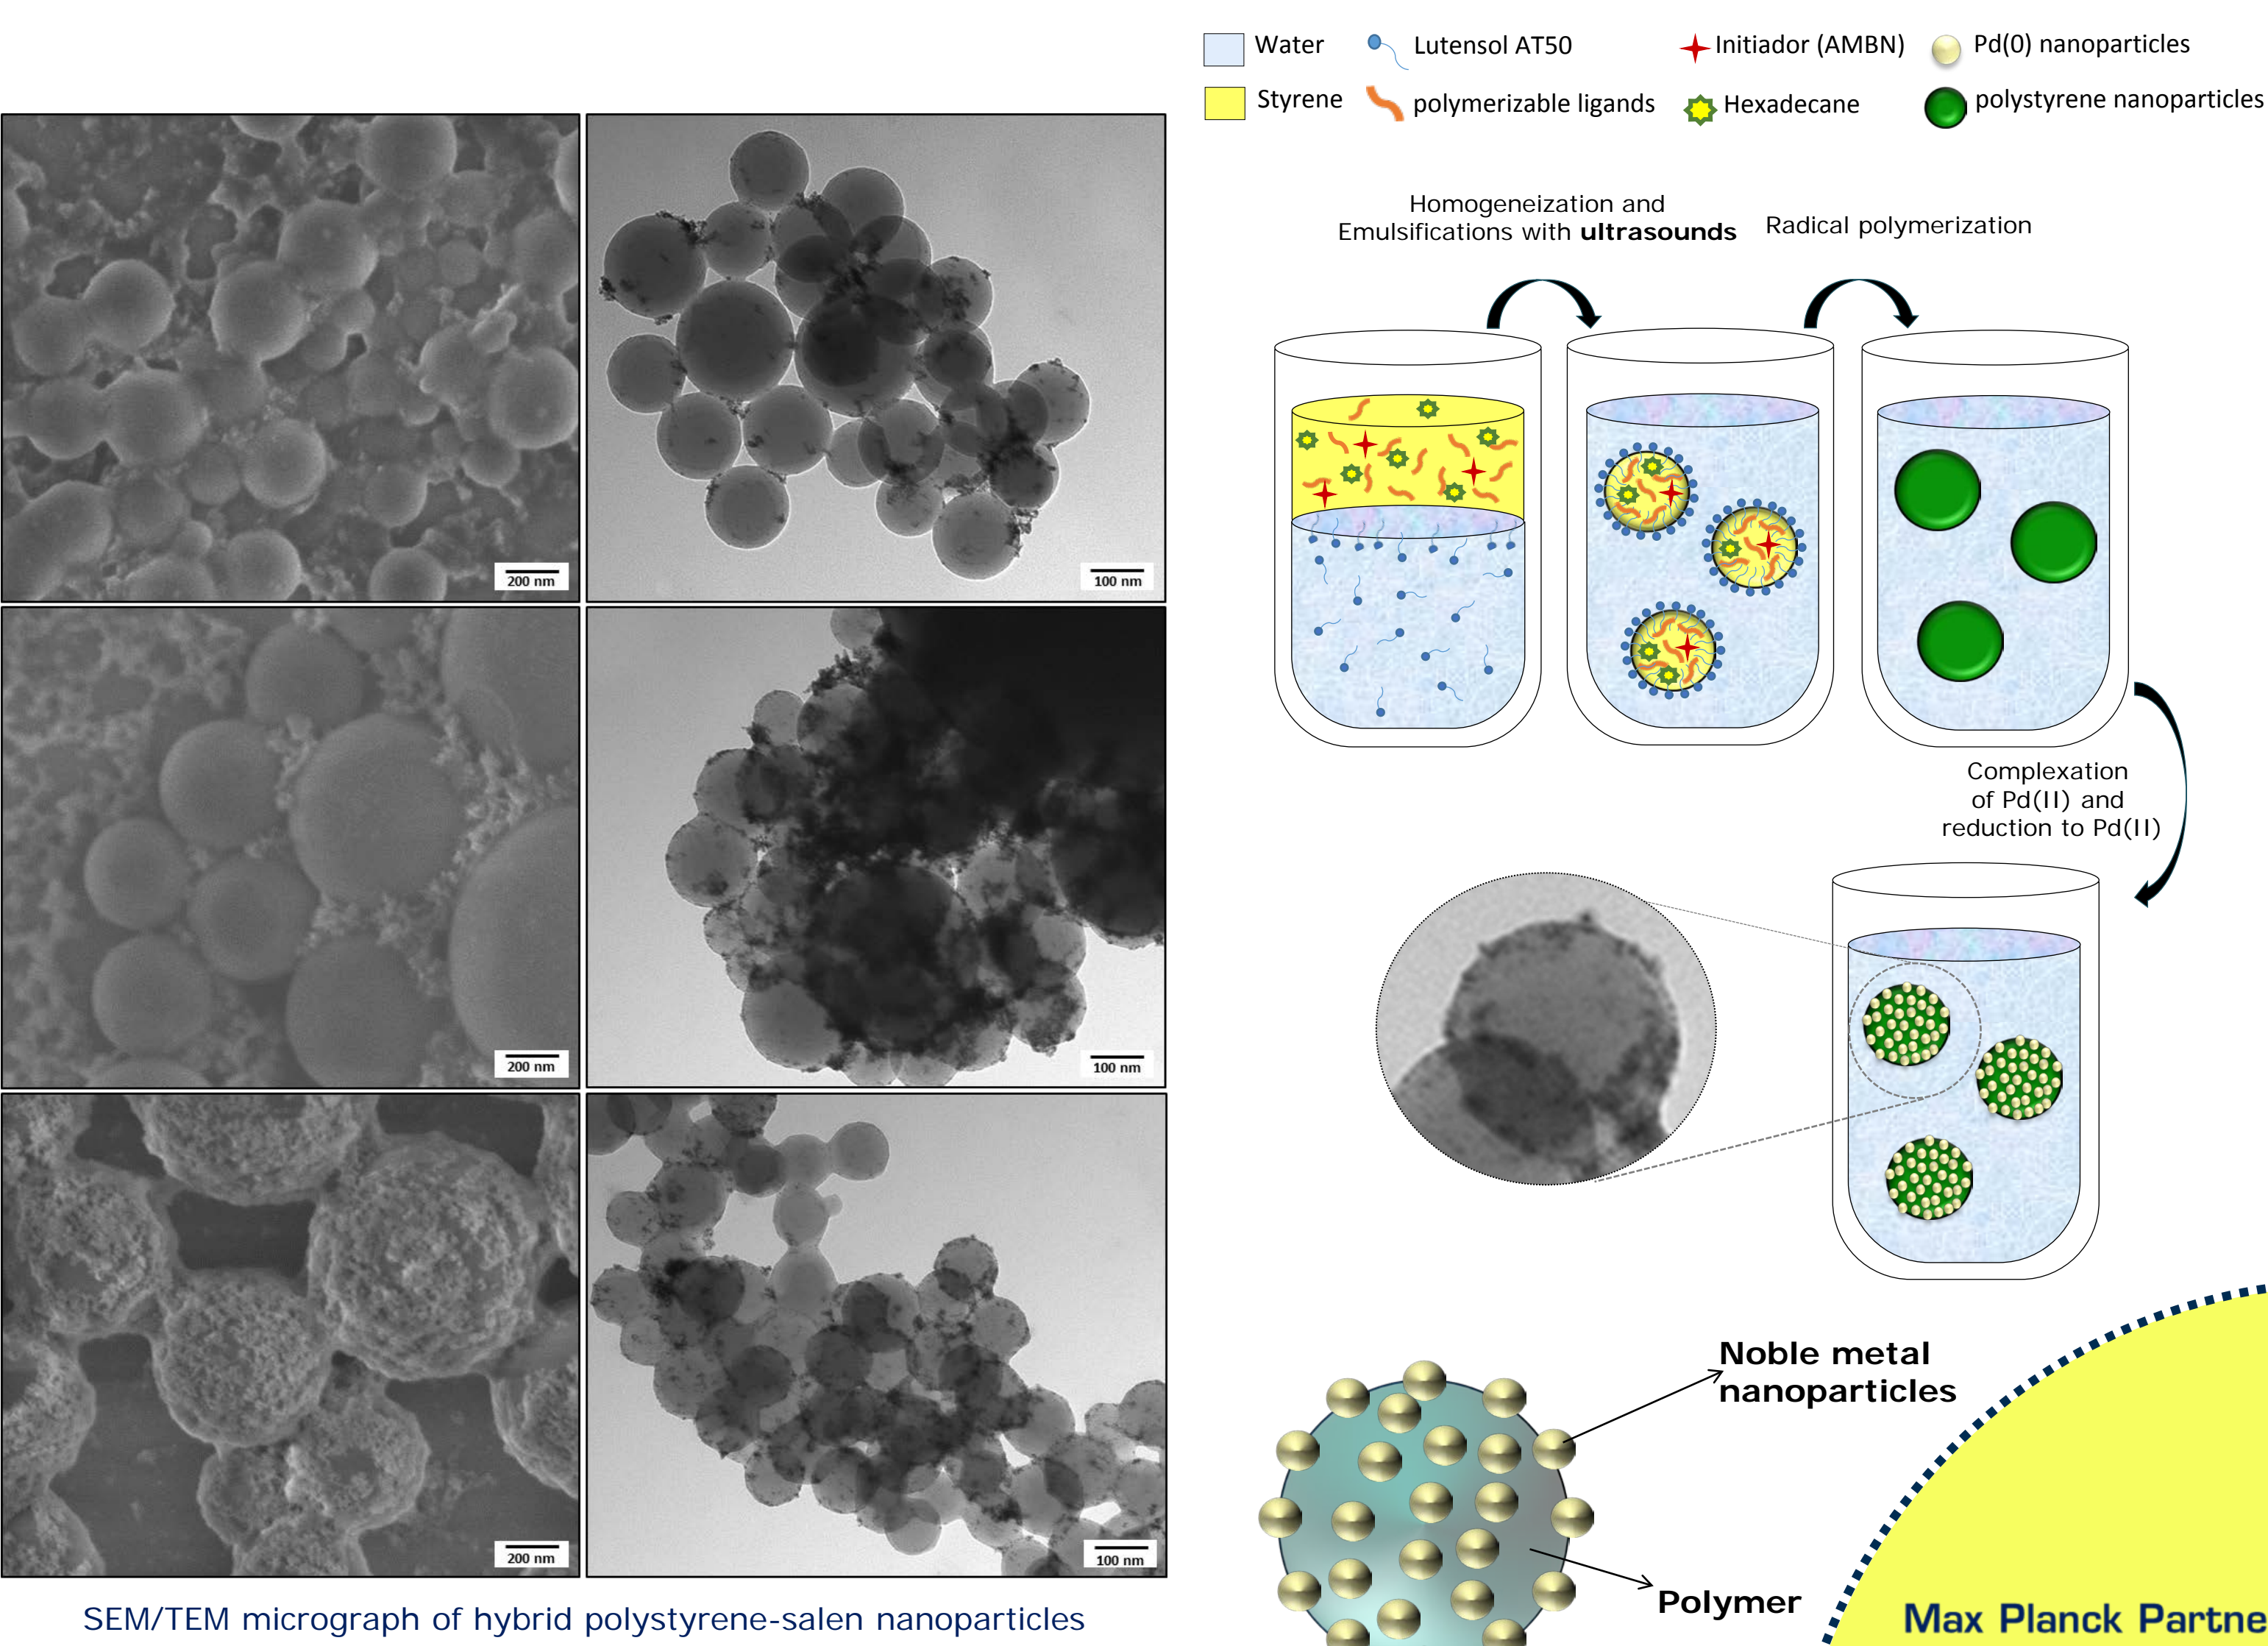 Water
Lutensol AT50
Initiador (AMBN)
Pd(0) nanoparticles
Styrene
polymerizable ligands
Hexadecane
polystyrene nanoparticles
Homogeneization and
Emulsifications with ultrasounds
Radical polymerization
200 nm
100 nm
Complexation
of Pd(II) and
reduction to Pd(II)
200 nm
100 nm
Noble metal
nanoparticles
200 nm
100 nm
Polymer
SEM/TEM micrograph of hybrid polystyrene-salen nanoparticles
Max Planck Partne